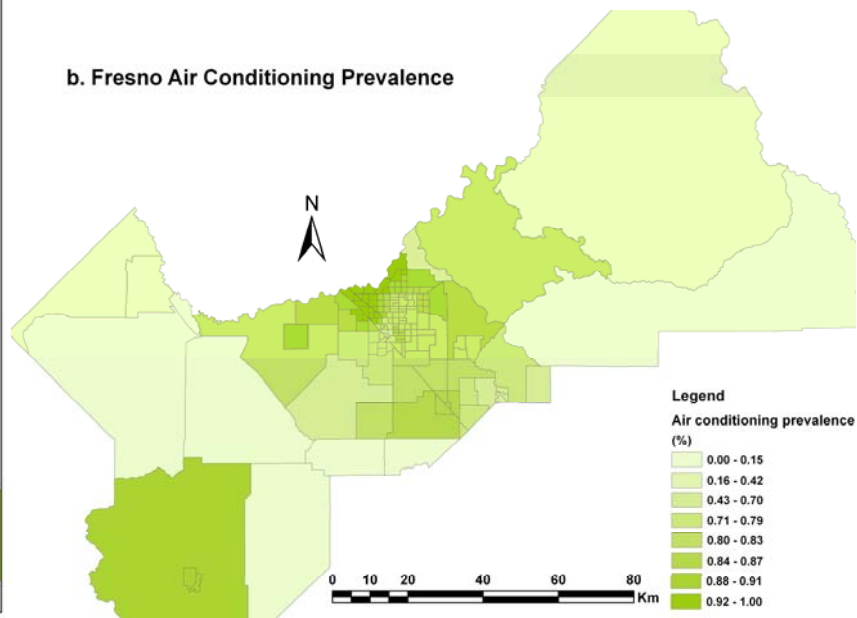 b. Fresno Air Conditioning Prevalence
N
Legend
Air conditioning prevalence
(%)
0.00 - 0.15
0.16 - 0.42
0.43 - 0.70
0.71 - 0.79
0.80 - 0.83
0.84 - 0.87
0.88 - 0.91
0.92 - 1.00
0 10 20 40 60 80
Km